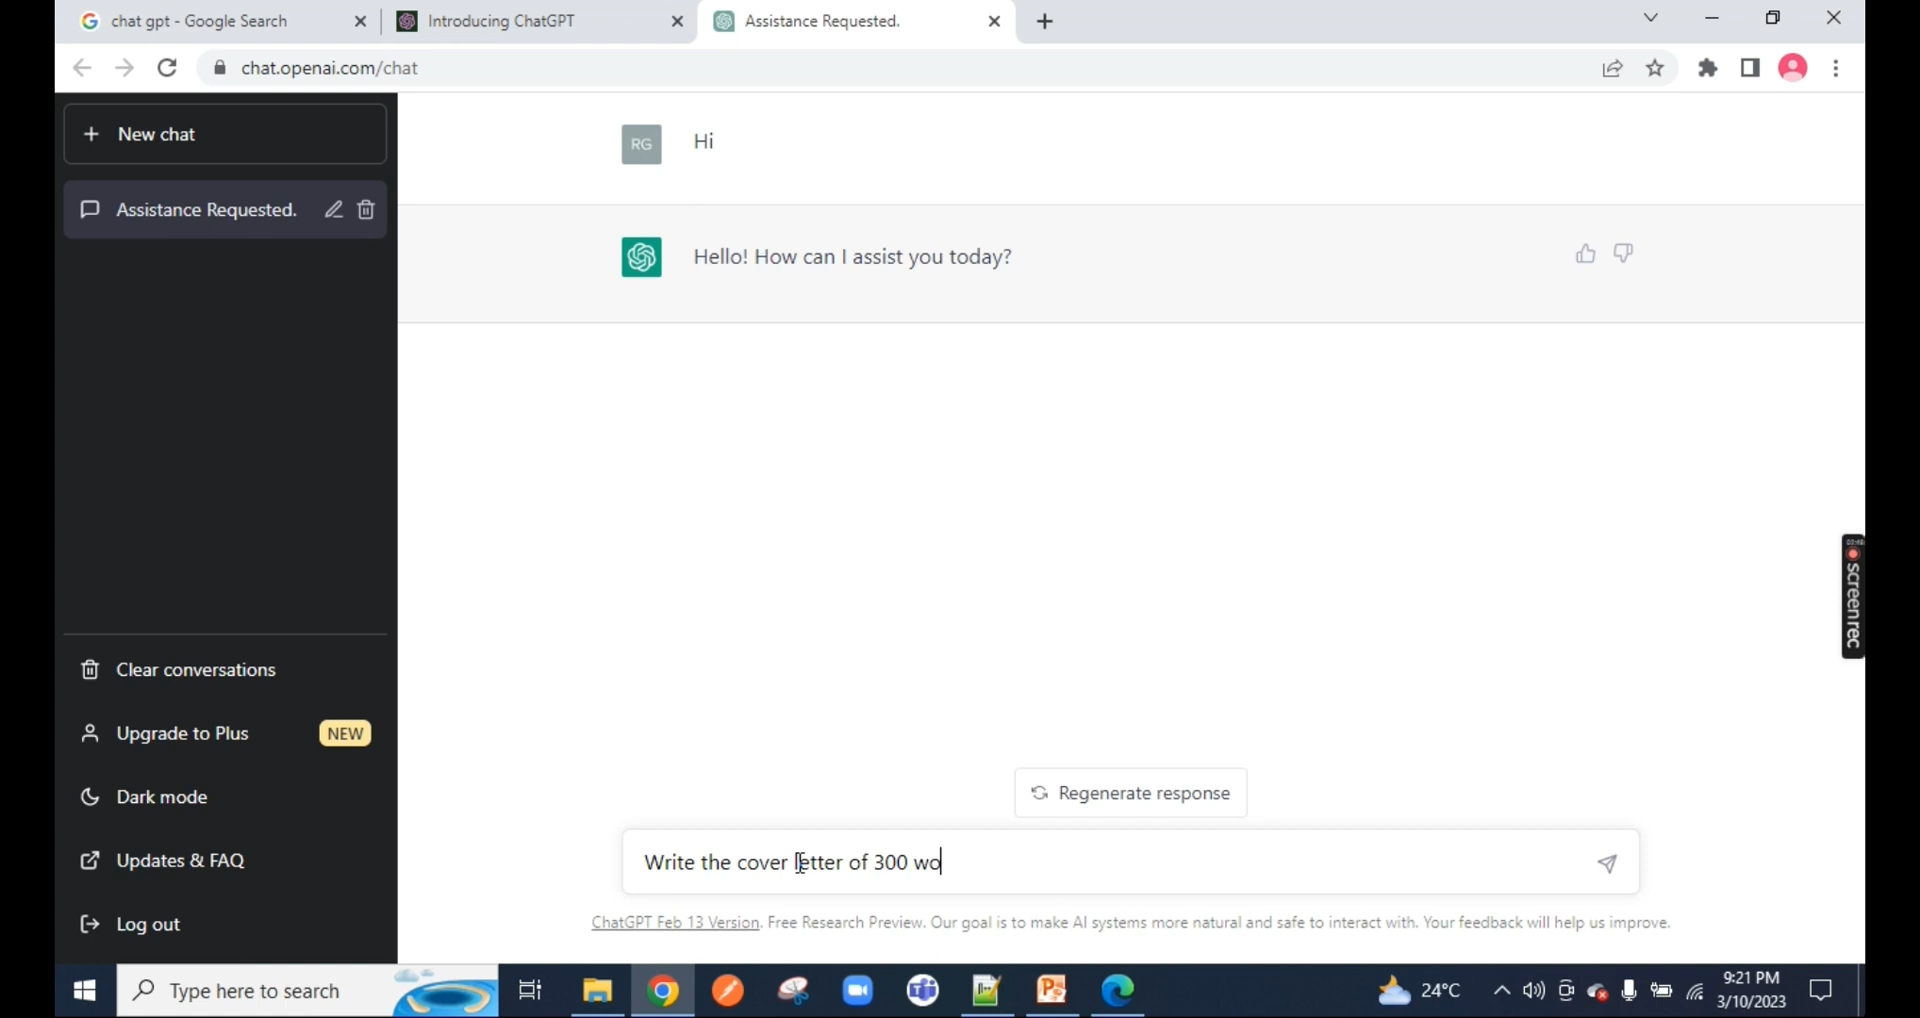 chat gpt - Google Search
Introducing ChatGPT
Assistance Requested.
chat.openai.com/chat
New chat
Assistance Requested.
RG
Hi
Hello! How can I assist you today?
Clear conversations
Upgrade to Plus
NEW
Dark mode
Updates & FAQ
Log out
Regenerate response
Write the cover letter of 300 wo
ChatGPT Feb 13 Version. Free Research Preview. Our goal is to make AI systems more natural and safe to interact with. Your feedback will help us improve.
screenrec
Type here to search
24°C
9:21 PM
3/10/2023